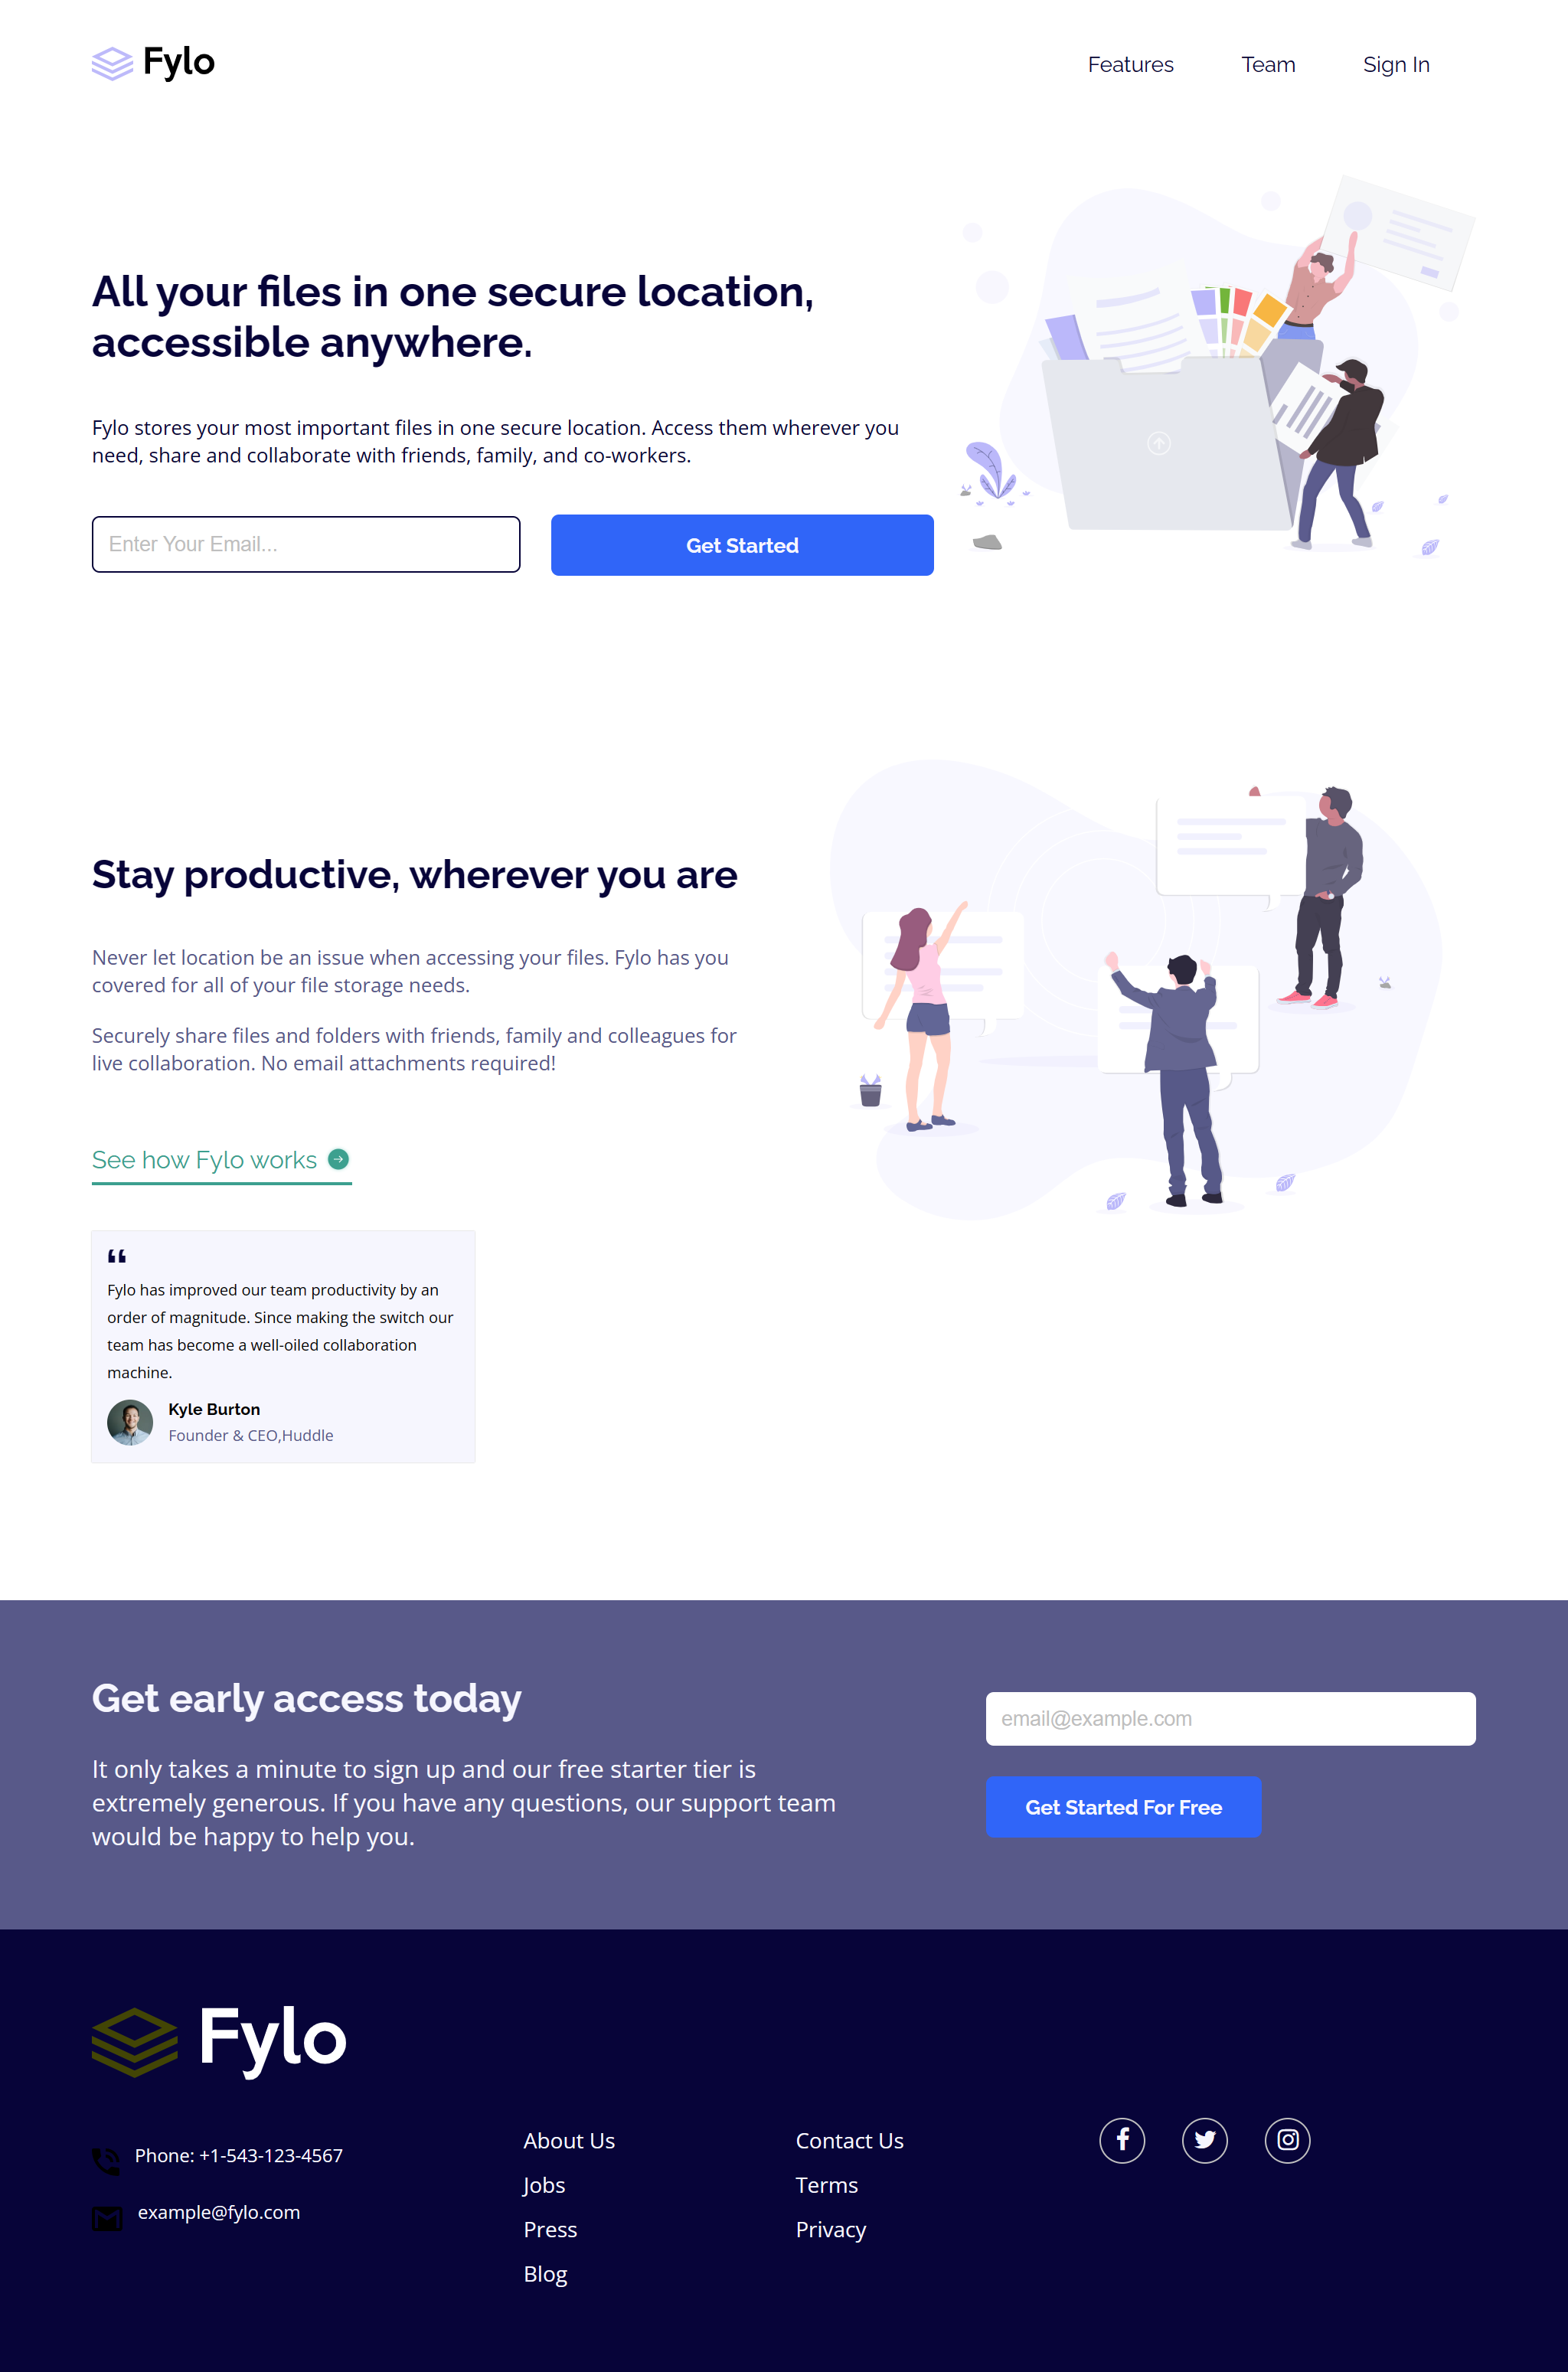 Fylo
Features Team Sign In
All your files in one secure location,
accessible anywhere.
Fylo stores your most important files in one secure location. Access them wherever you
need, share and collaborate with friends, family, and co-workers.
Enter Your Email...
Get Started
Stay productive, wherever you are
Never let location be an issue when accessing your files. Fylo has you
covered for all of your file storage needs.
Securely share files and folders with friends, family and colleagues for
live collaboration. No email attachments required!
See how Fylo works
“
Fylo has improved our team productivity by an
order of magnitude. Since making the switch our
team has become a well-oiled collaboration
machine.
Kyle Burton
Founder & CEO,Huddle
Get early access today
It only takes a minute to sign up and our free starter tier is
extremely generous. If you have any questions, our support team
would be happy to help you.
email@example.com
Get Started For Free
Fylo
Phone: +1-543-123-4567
example@fylo.com
About Us
Jobs
Press
Blog
Contact Us
Terms
Privacy